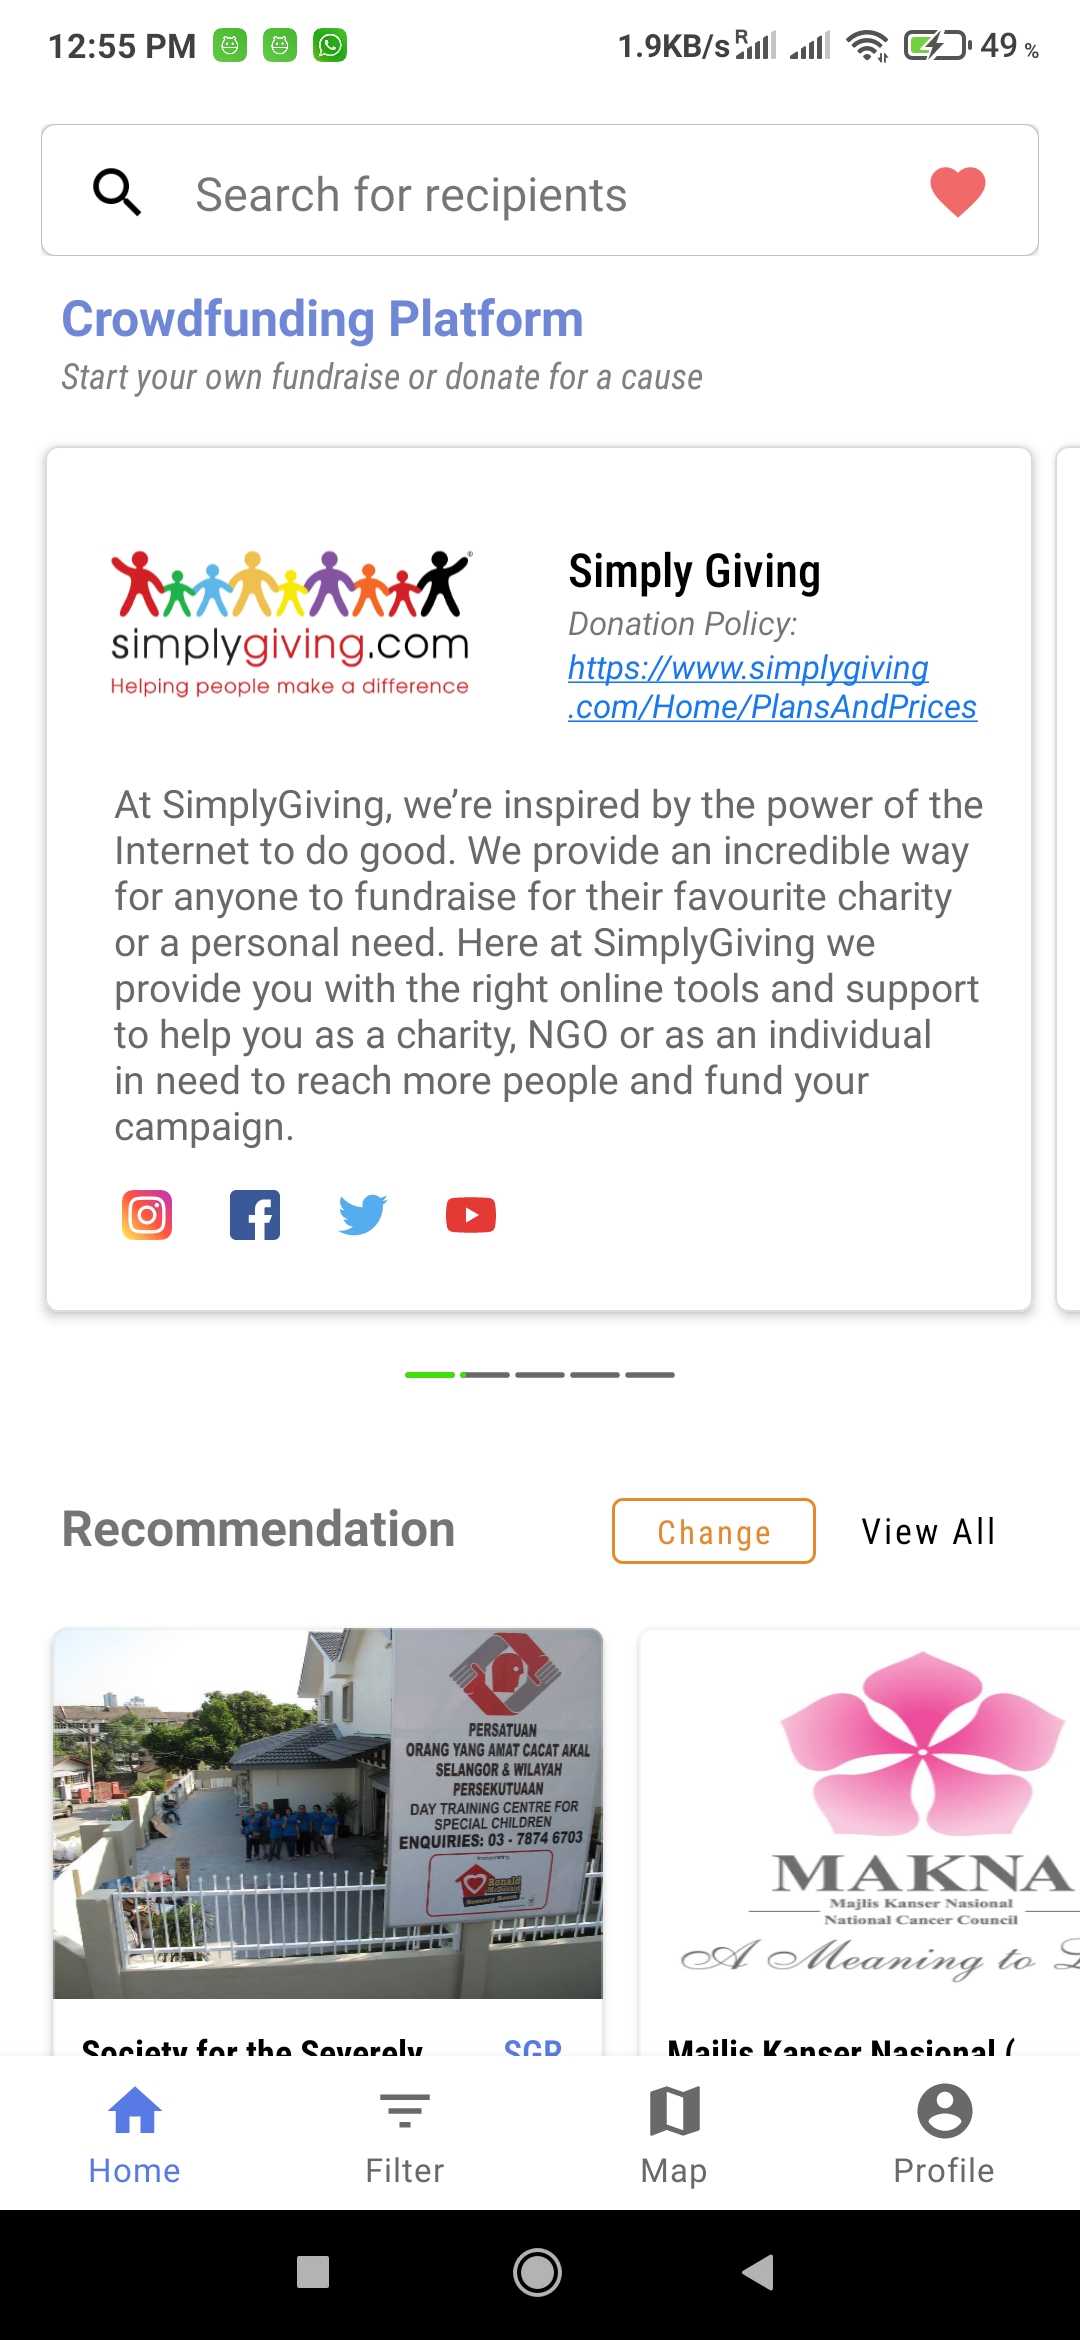 12:55 PM 1.9KB/s R 49 %
Search for recipients
Crowdfunding Platform
Start your own fundraise or donate for a cause
simplygiving.com
Helping people make a difference
Simply Giving
Donation Policy:
https://www.simplygiving
.com/Home/PlansAndPrices
At SimplyGiving, we’re inspired by the power of the
Internet to do good. We provide an incredible way
for anyone to fundraise for their favourite charity
or a personal need. Here at SimplyGiving we
provide you with the right online tools and support
to help you as a charity, NGO or as an individual
in need to reach more people and fund your
campaign.
Recommendation Change View All
PERSATUAN
ORANG YANG AMAT CACAT AKAL
SELANGOR & WILAYAH
PERSEKUTUAAN
DAY TRAINING CENTRE FOR
SPECIAL CHILDREN
ENQUIRIES: 03 - 7874 6703
Ronald
McDonald
Sensory Room
MAKNA
Majlis Kanser Nasional
National Cancer Council
A Meaning to
Society for the Severely SGR
Majlis Kanser Nasional (
Home Filter Map Profile